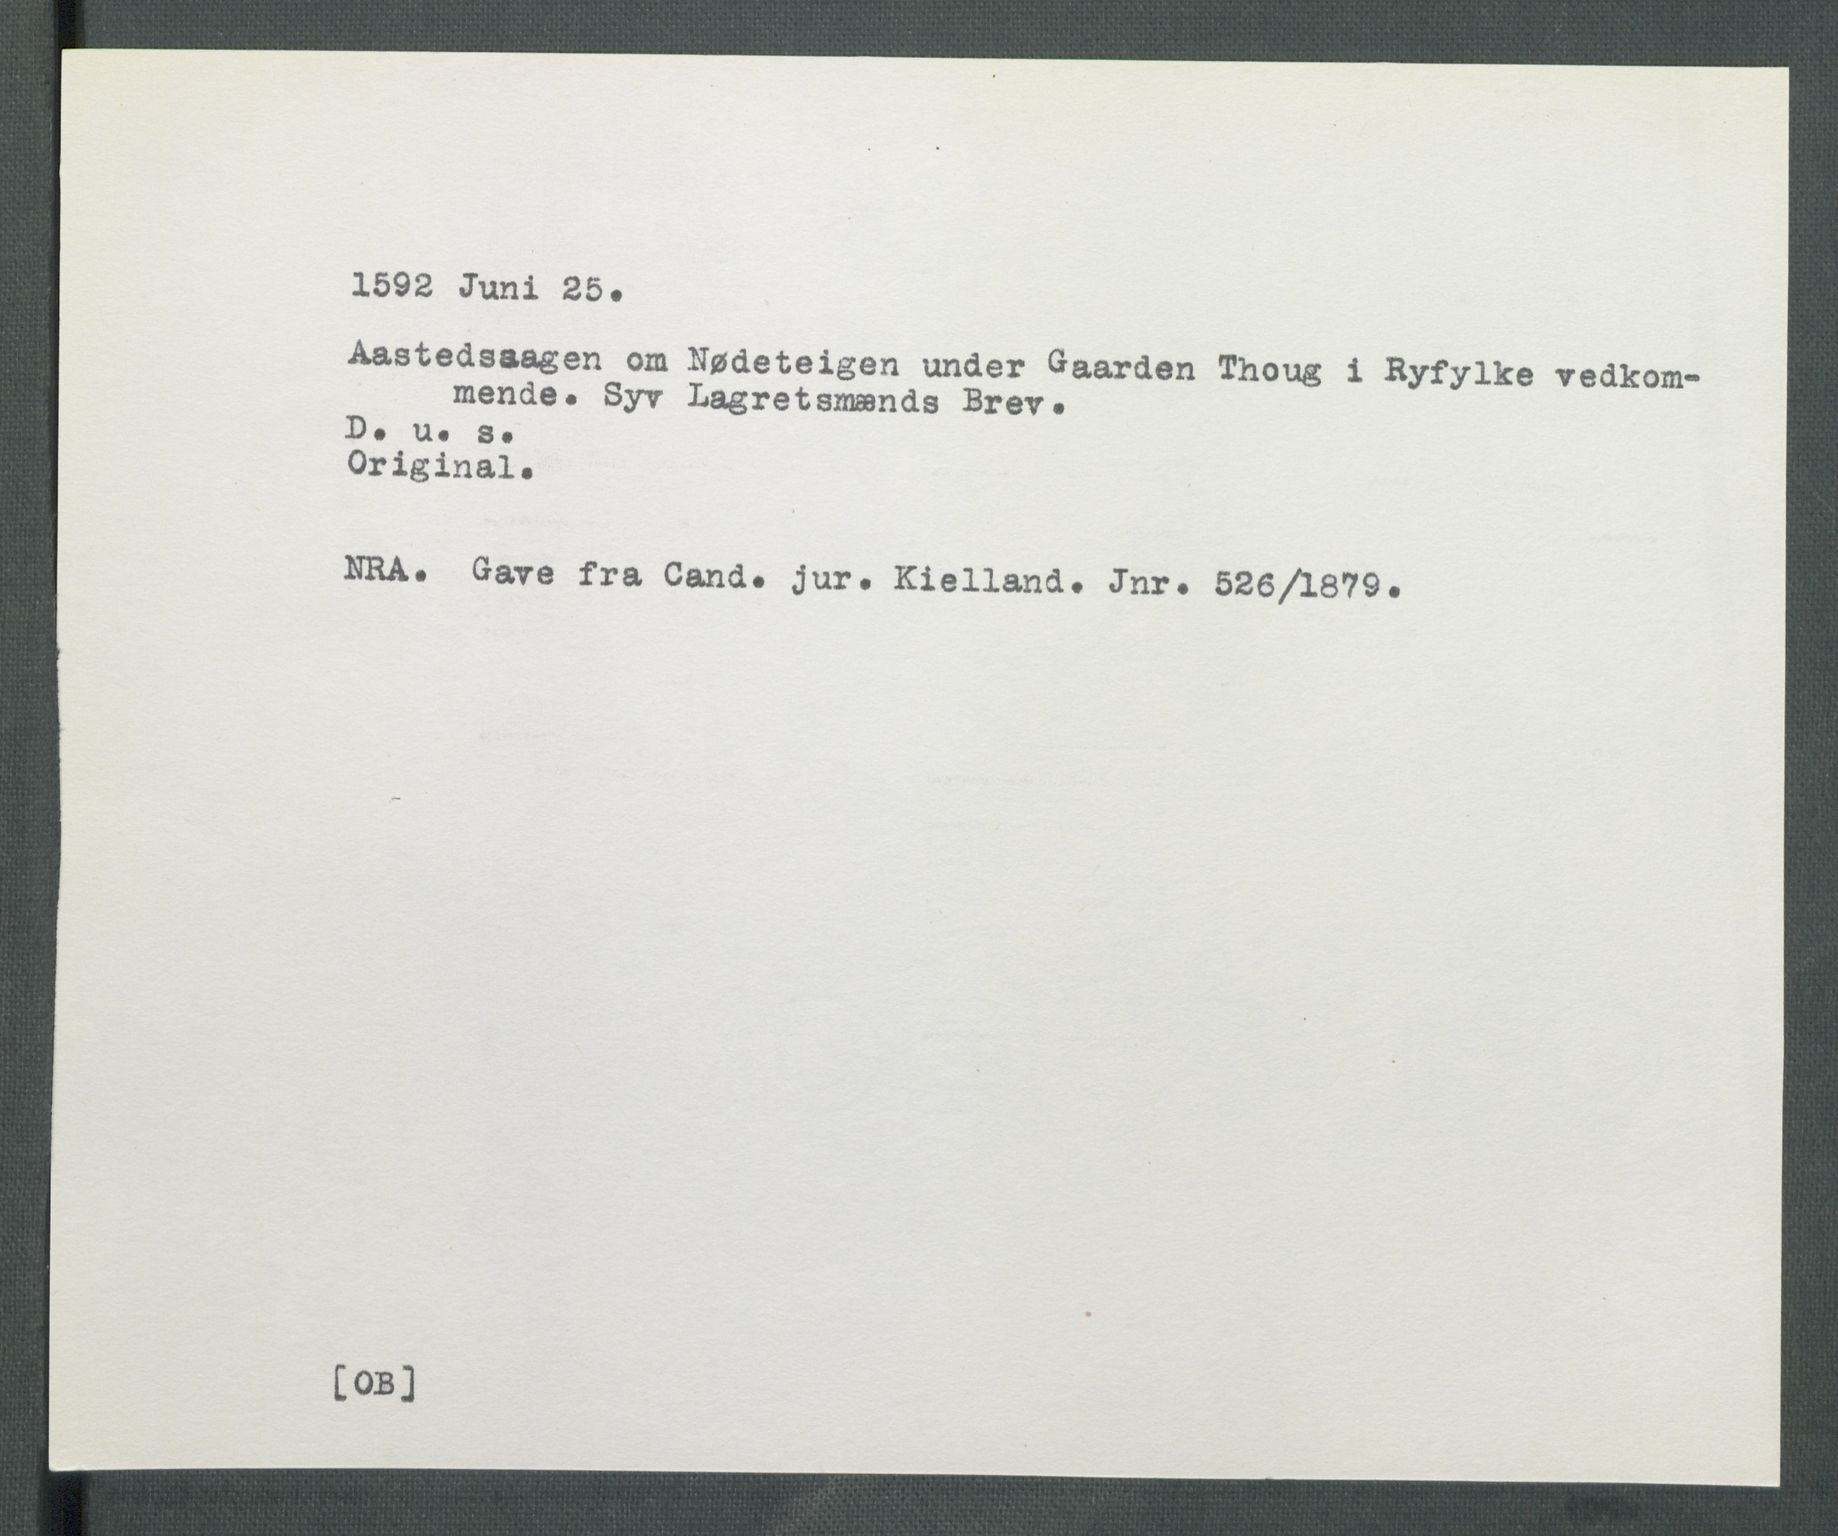 1592 Juni 25.
Aastedsaagen om Nødeteigen under Gaarden Thoug i Ryfylke vedkom-
mende. Syv Lagretsmænds Brev.
D. u. s.
Original.
NRA. Gave fra Cand. jur. Kielland. Jnr. 526/1879.
[OB]